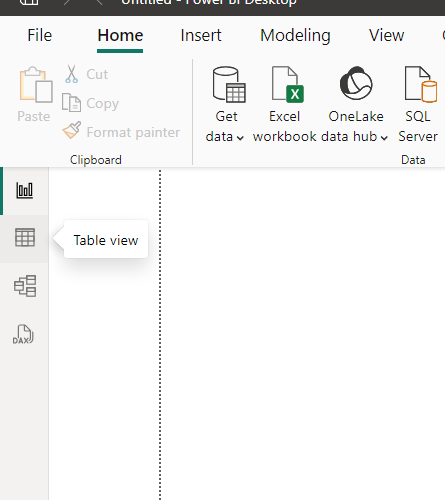 Untitled - Power BI Desktop
File Home Insert Modeling View
Paste
Cut
Copy
Format painter
Clipboard
Get data
Excel workbook
OneLake data hub
SQL Server
Data
Table view
DAX